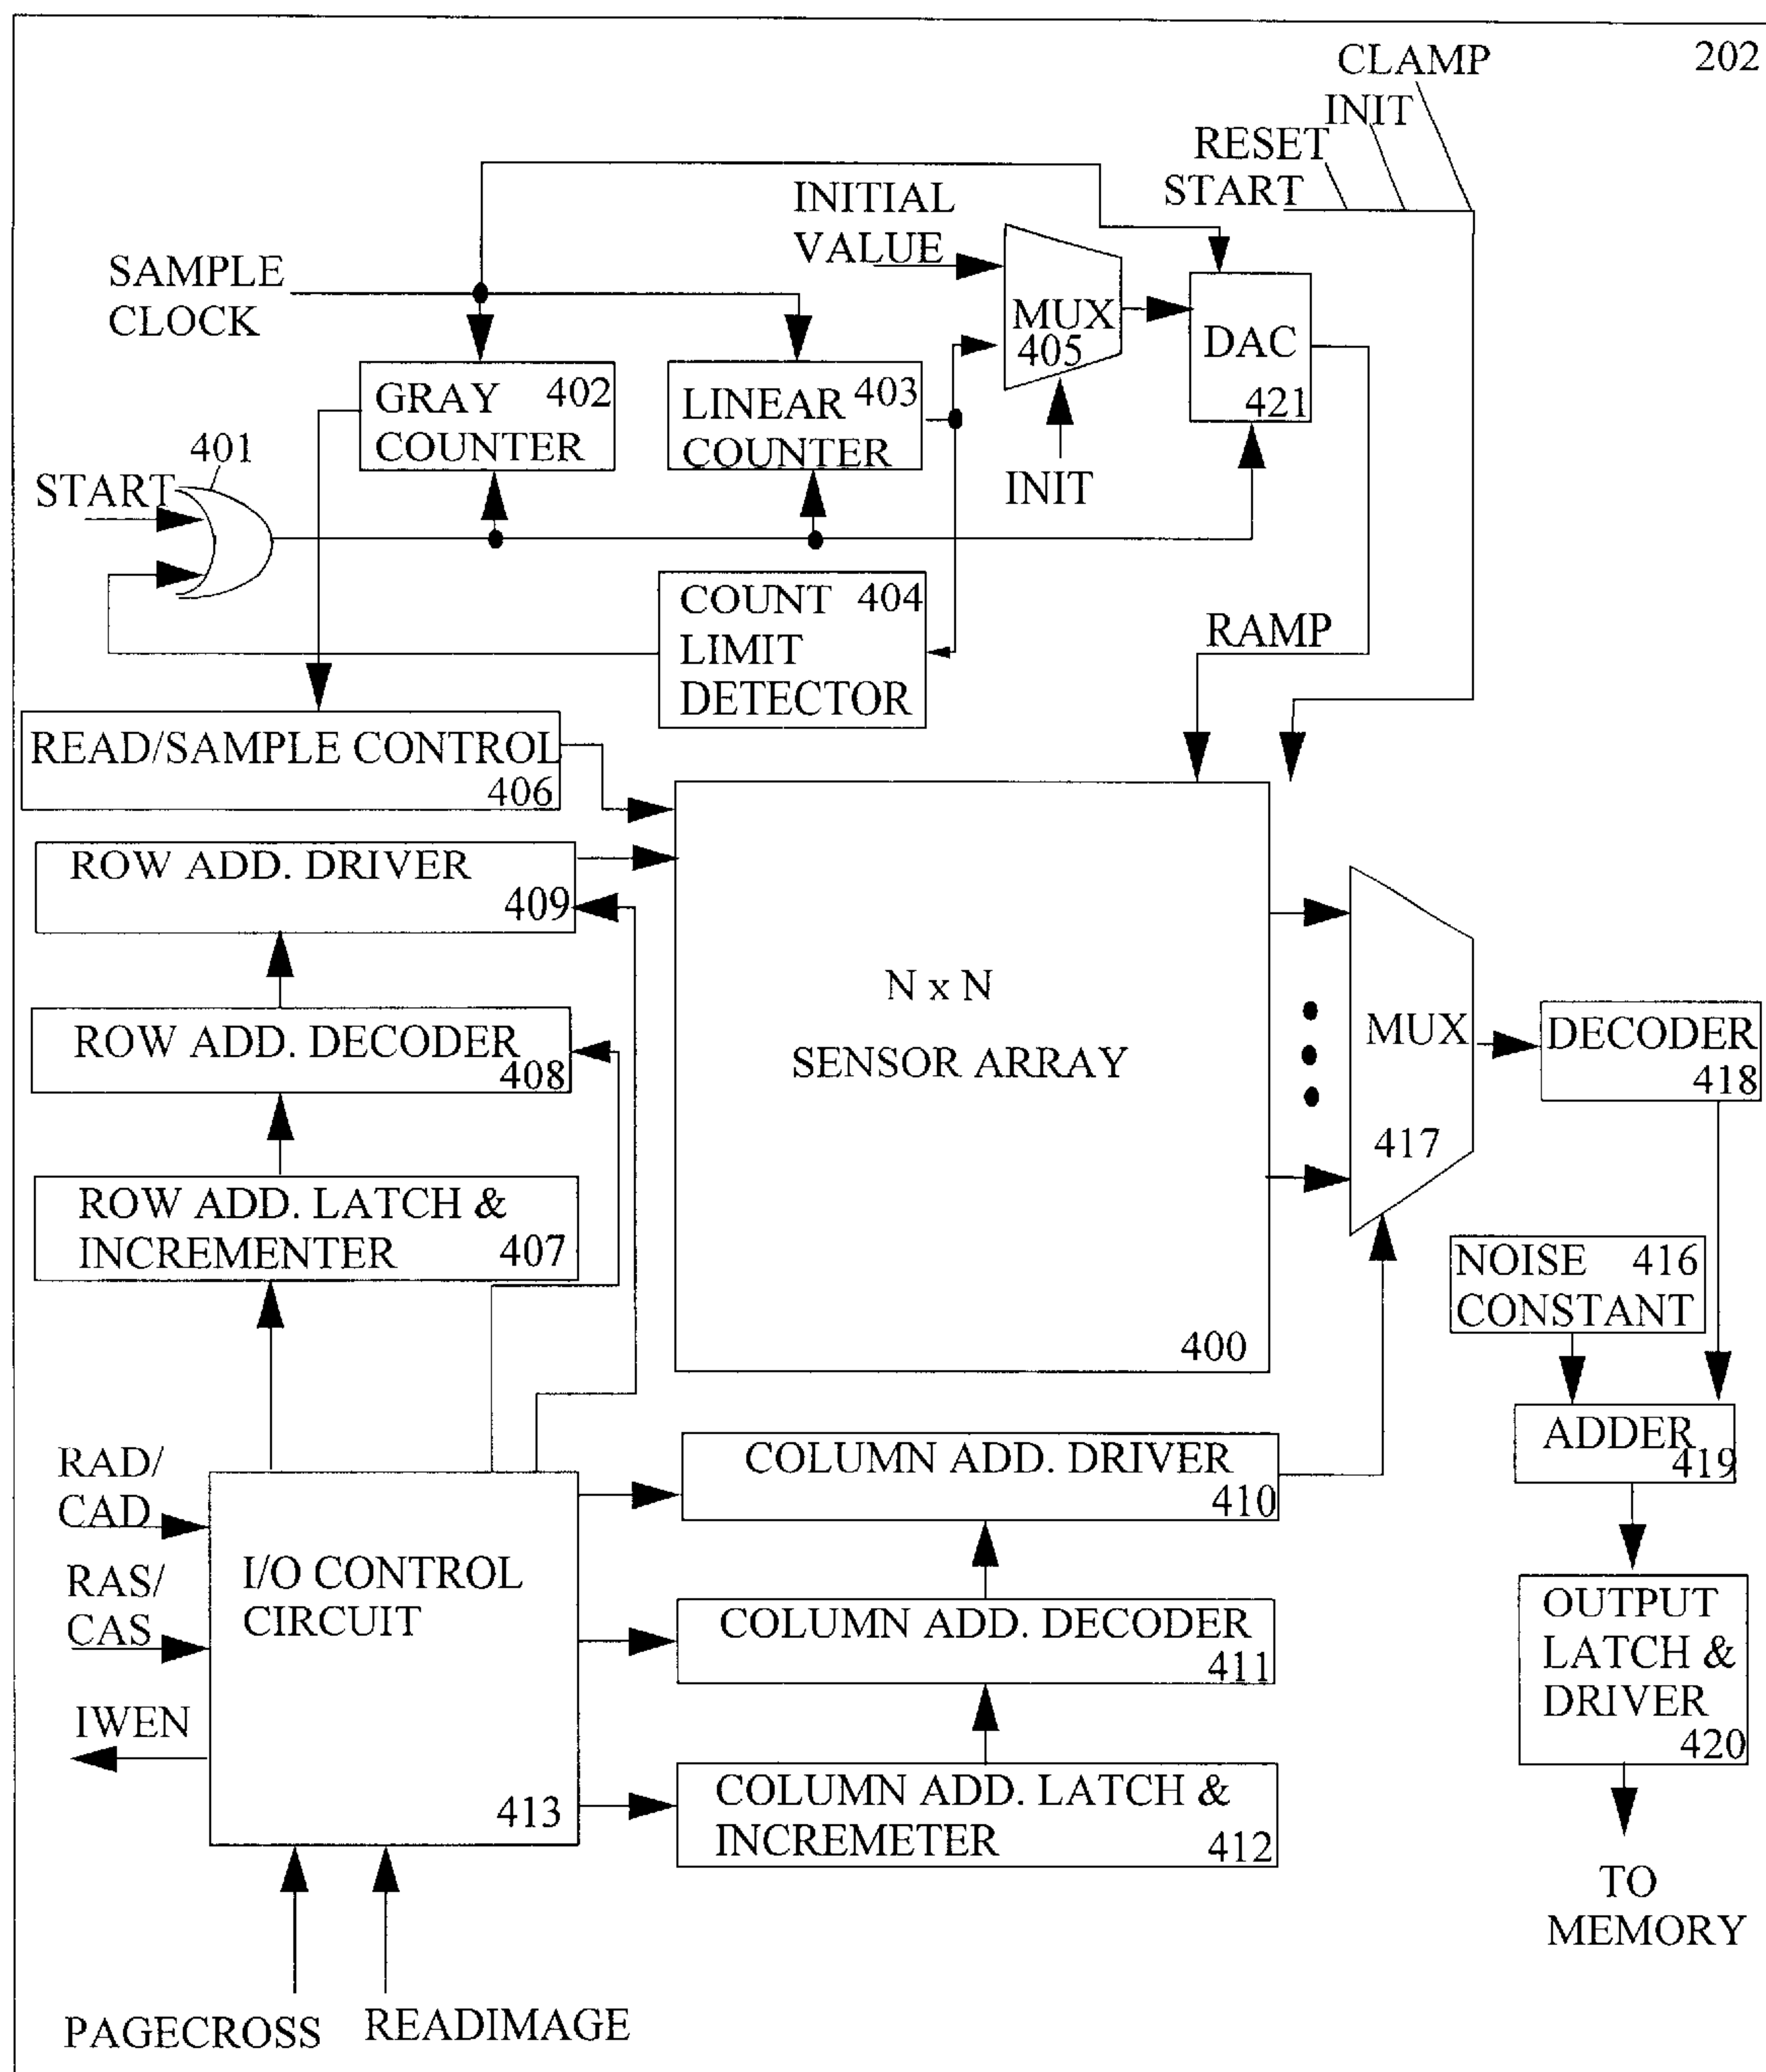 202
CLAMP
INIT
RESET
START
INITIAL
VALUE
SAMPLE
CLOCK
MUX
405
DAC
421
GRAY 402
COUNTER
LINEAR 403
COUNTER
401
START
INIT
COUNT 404
LIMIT
DETECTOR
RAMP
READ/SAMPLE CONTROL
406
ROW ADD. DRIVER
409
N x N
SENSOR ARRAY
400
ROW ADD. DECODER
408
MUX
417
DECODER
418
ROW ADD. LATCH &
INCREMENTER 407
NOISE 416
CONSTANT
ADDER
419
RAD/
CAD
RAS/
CAS
IWEN
I/O CONTROL
CIRCUIT
413
COLUMN ADD. DRIVER
410
COLUMN ADD. DECODER
411
COLUMN ADD. LATCH &
INCREMETER 412
OUTPUT
LATCH &
DRIVER
420
TO
MEMORY
PAGECROSS
READIMAGE